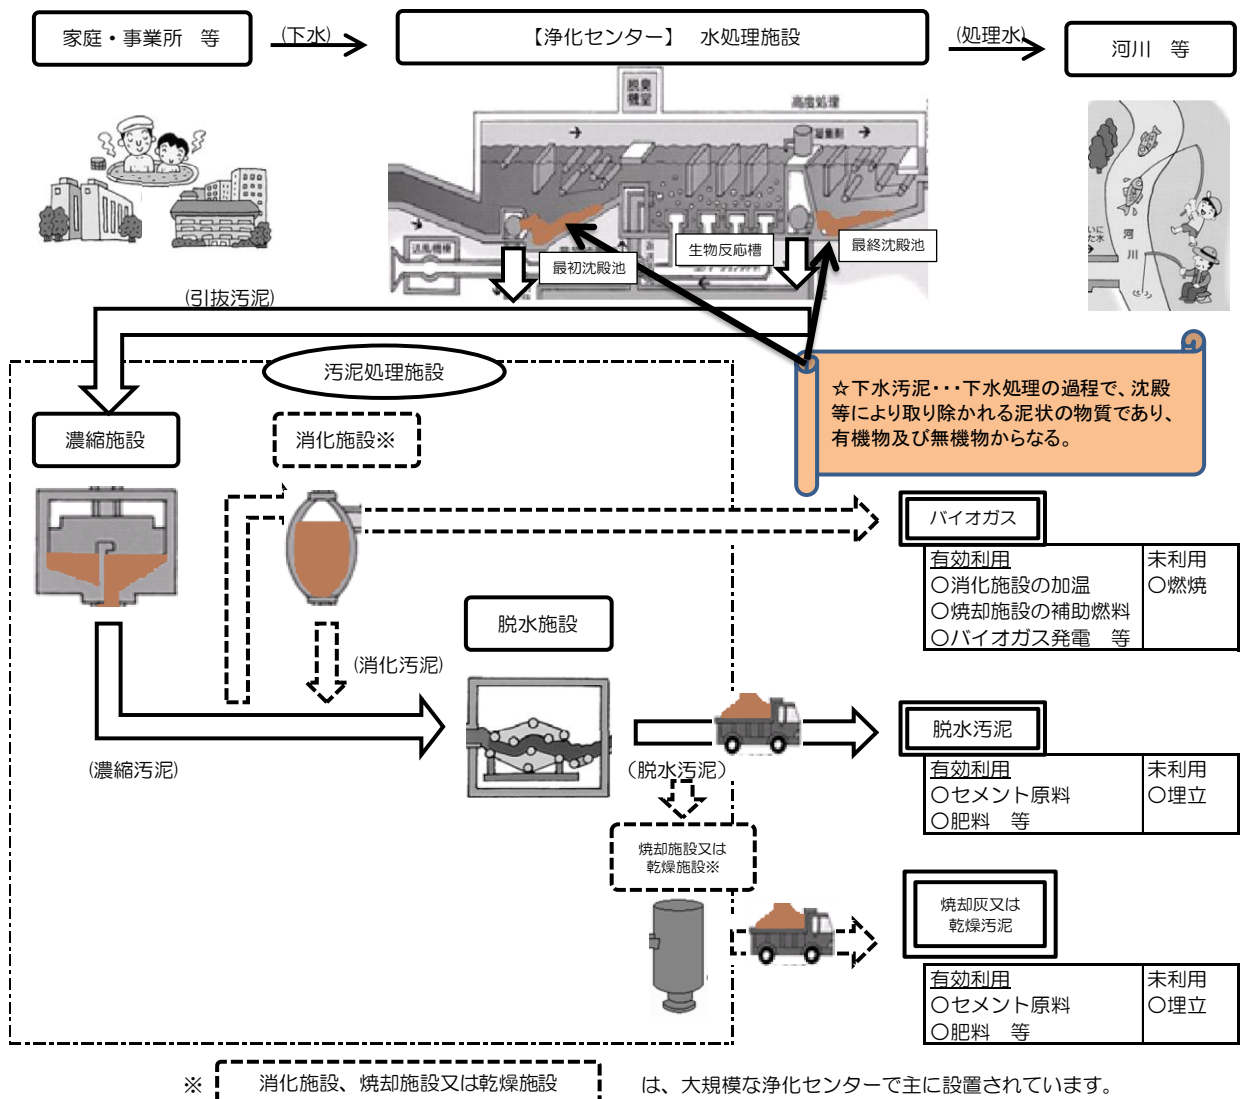 家庭・事業所　等
(下水)
【浄化センター】　水処理施設
(処理水)
河川　等
脱臭
機室
高度処理
凝集剤
送風機棟
最初沈殿池
生物反応槽
最終沈殿池
河
川
(引抜汚泥)
汚泥処理施設
☆下水汚泥・・・下水処理の過程で、沈殿
等により取り除かれる泥状の物質であり、
有機物及び無機物からなる。
濃縮施設
消化施設※
バイオガス
有効利用
○消化施設の加温
○焼却施設の補助燃料
○バイオガス発電　等
未利用
○燃焼
脱水施設
(消化汚泥)
(濃縮汚泥)
（脱水汚泥）
脱水汚泥
有効利用
○セメント原料
○肥料　等
未利用
○埋立
焼却施設又は
乾燥施設※
焼却灰又は
乾燥汚泥
有効利用
○セメント原料
○肥料　等
未利用
○埋立
※　消化施設、焼却施設又は乾燥施設　は、大規模な浄化センターで主に設置されています。